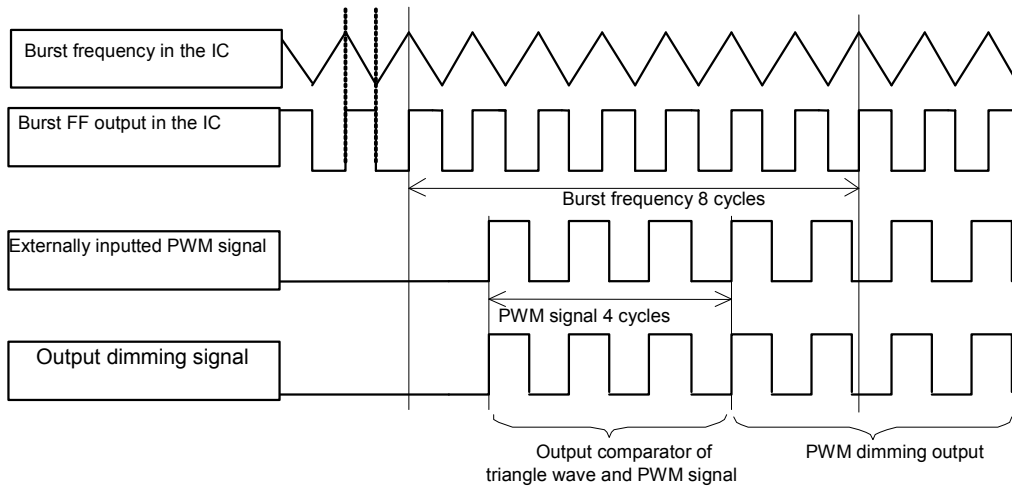 Burst frequency in the IC
Burst FF output in the IC
Burst frequency 8 cycles
Externally inputted PWM signal
PWM signal 4 cycles
Output dimming signal
Output comparator of
triangle wave and PWM signal
PWM dimming output